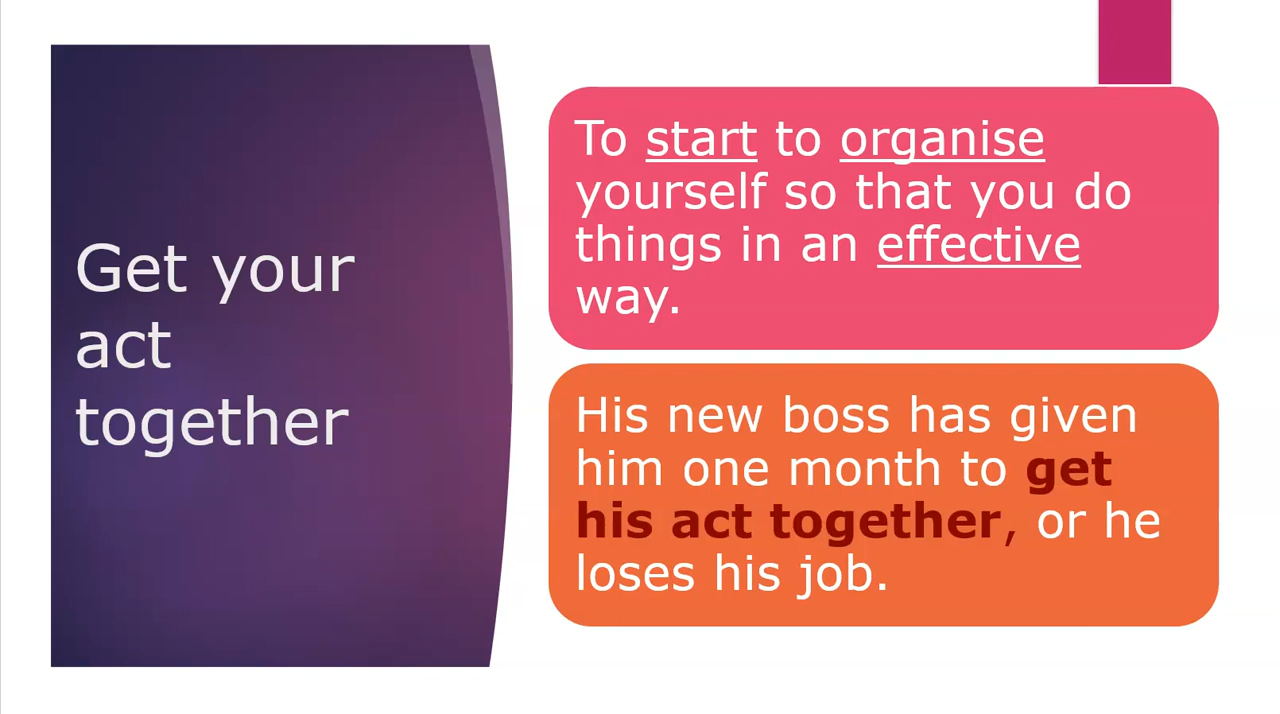 Get your
act
together
To start to organise
yourself so that you do
things in an effective
way.
His new boss has given
him one month to get
his act together, or he
loses his job.